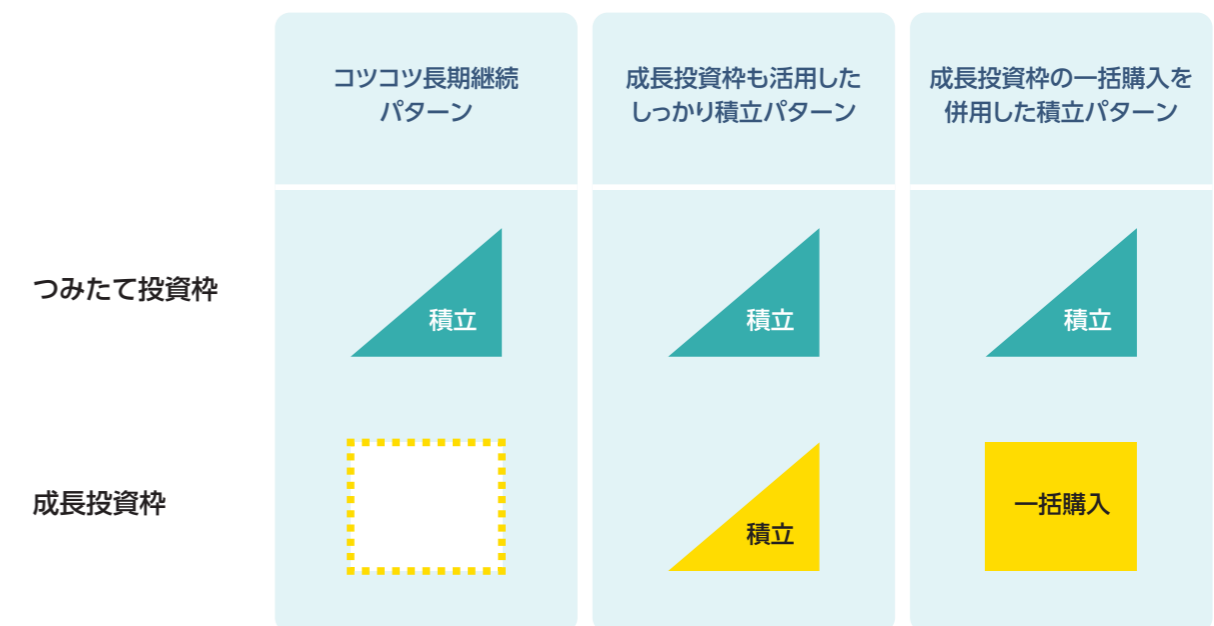 コツコツ長期継続
パターン
成長投資枠も活用した
しっかり積立パターン
成長投資枠の一括購入を
併用した積立パターン
つみたて投資枠
積立
積立
積立
成長投資枠
積立
一括購入